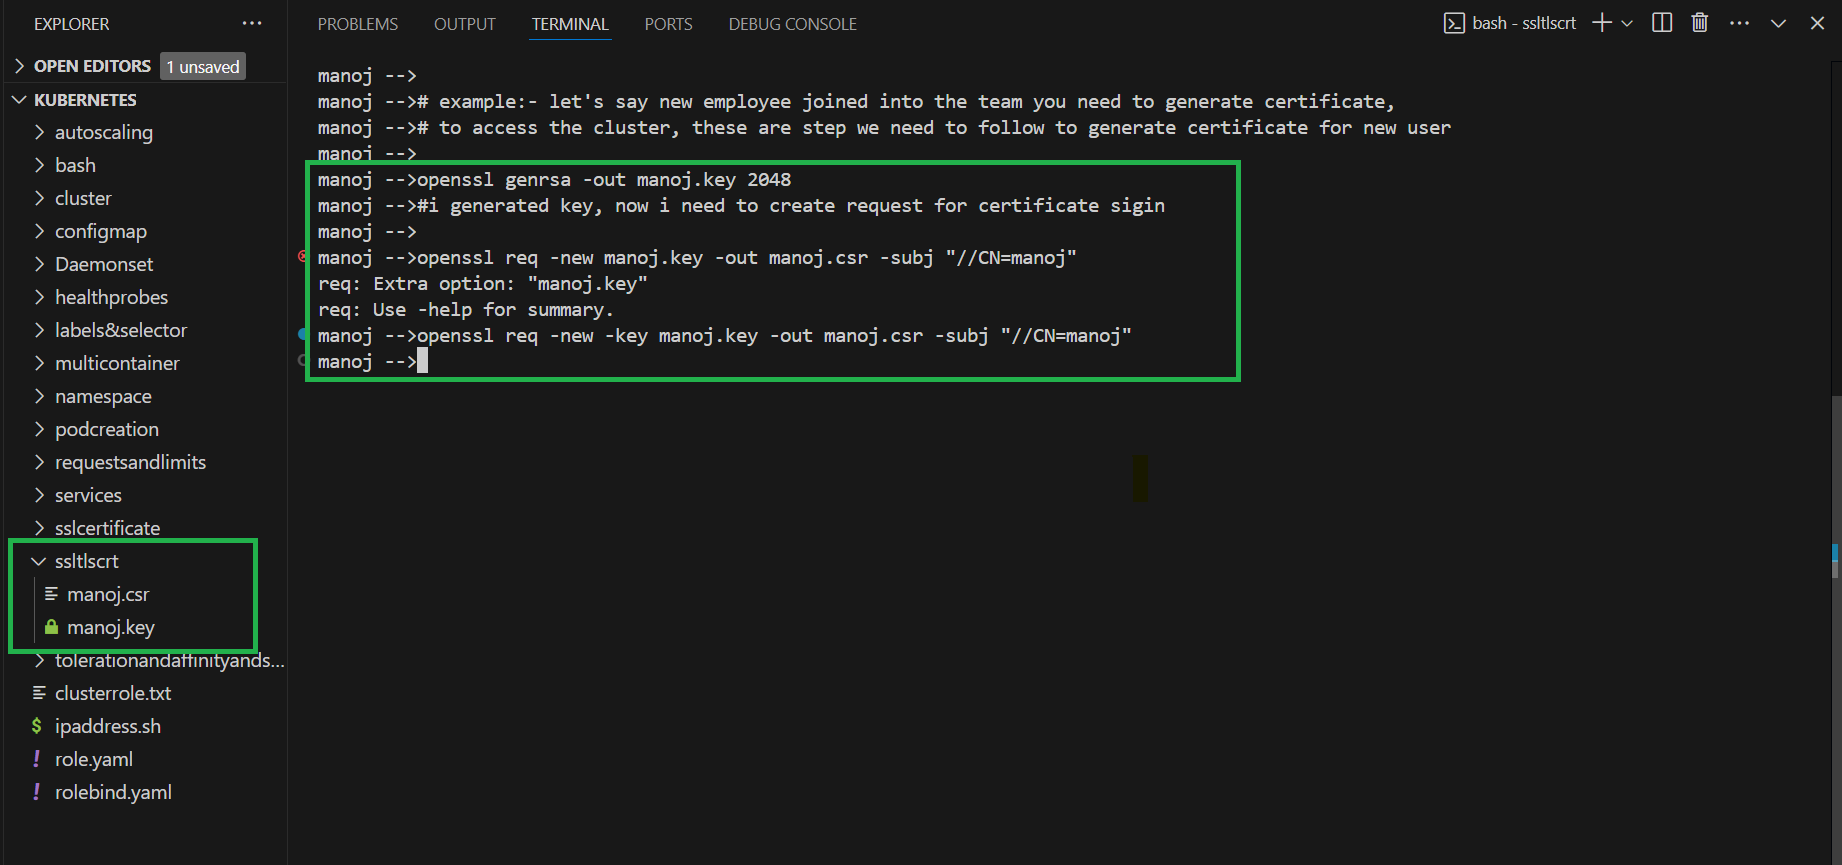 EXPLORER
OPEN EDITORS 1 unsaved
KUBERNETES
autoscaling
bash
cluster
configmap
Daemonset
healthprobes
labels&selector
multicontainer
namespace
podcreation
requestsandlimits
services
sslcertificate
ssltlscrt
manoj.csr
manoj.key
tolerationandaffinityands...
clusterrole.txt
$ ipaddress.sh
! role.yaml
! rolebind.yaml
PROBLEMS OUTPUT TERMINAL PORTS DEBUG CONSOLE
bash - ssltlscrt
manoj -->
manoj --># example:- let's say new employee joined into the team you need to generate certificate,
manoj --># to access the cluster, these are step we need to follow to generate certificate for new user
manoj -->
manoj -->openssl genrsa -out manoj.key 2048
manoj -->#i generated key, now i need to create request for certificate sigin
manoj -->
manoj -->openssl req -new manoj.key -out manoj.csr -subj "//CN=manoj"
req: Extra option: "manoj.key"
req: Use -help for summary.
manoj -->openssl req -new -key manoj.key -out manoj.csr -subj "//CN=manoj"
manoj -->